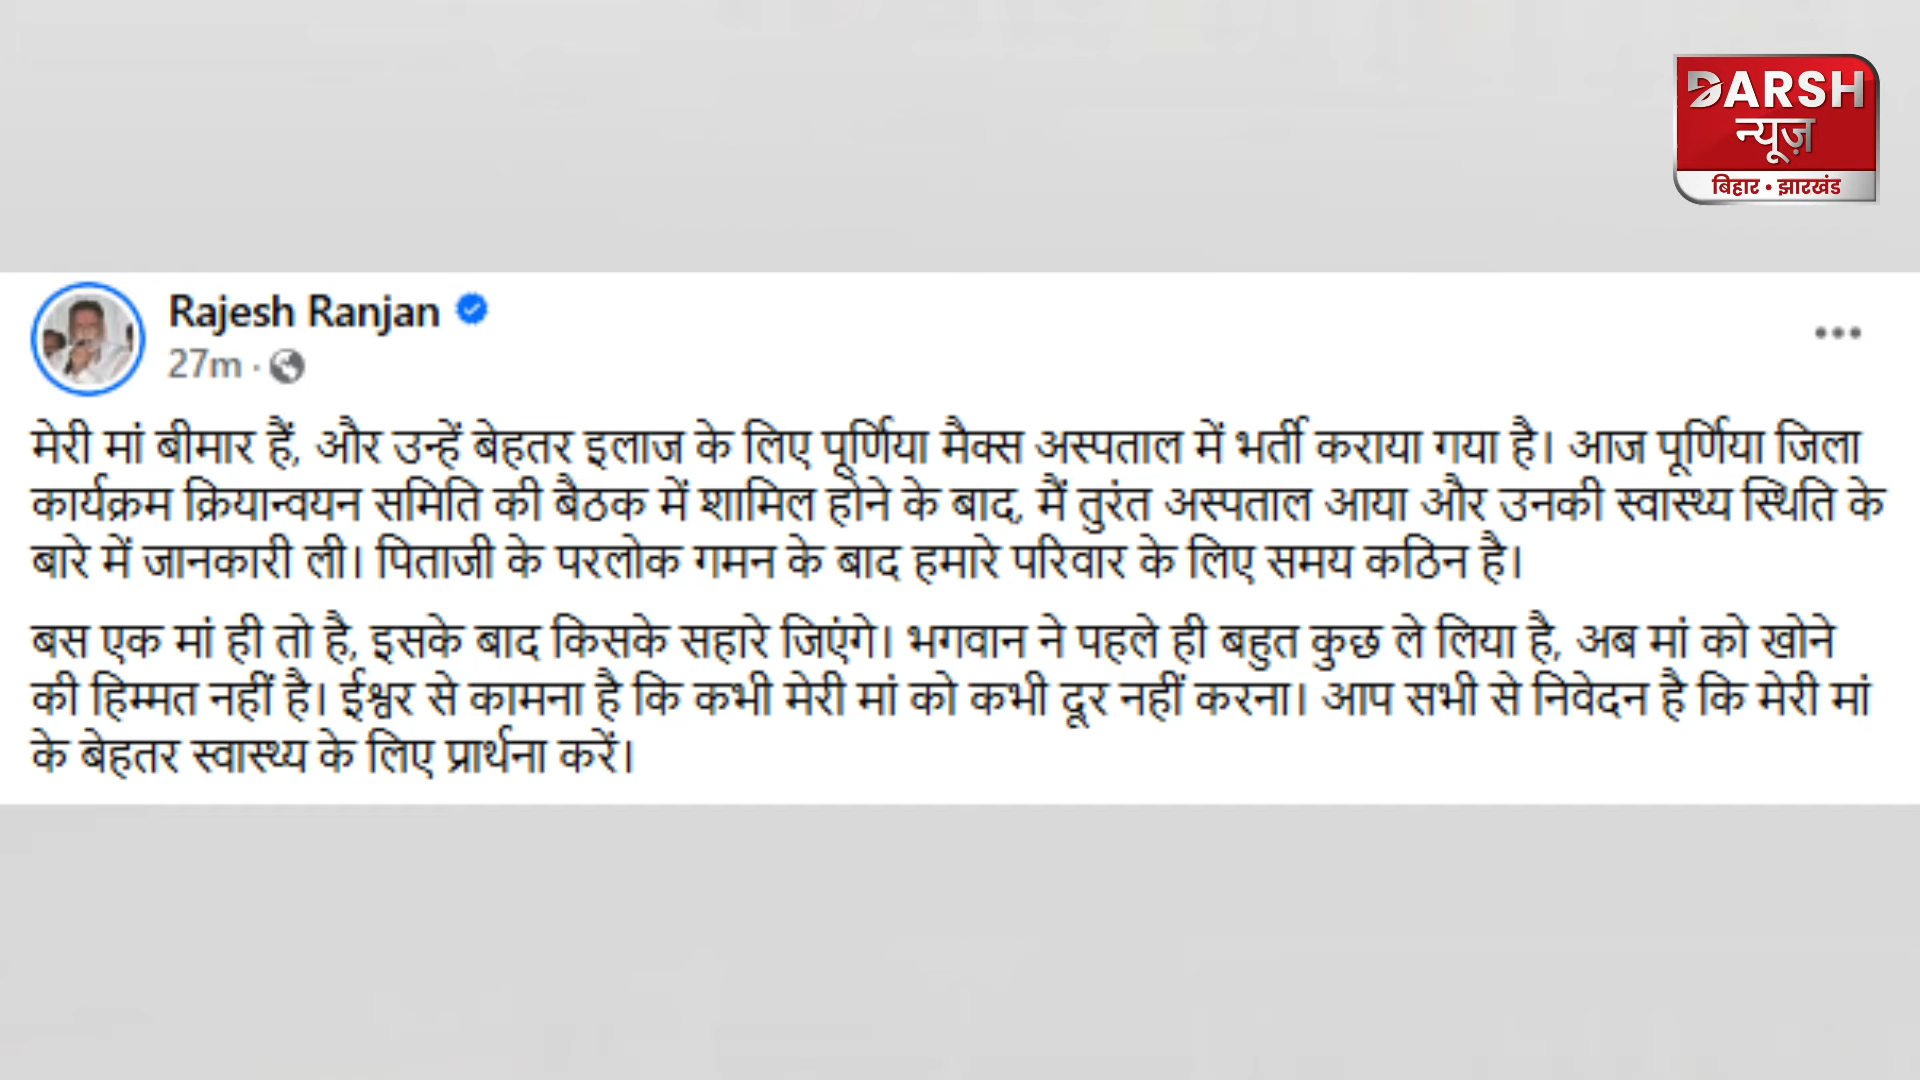 DARSH
न्यूज़
बिहार • झारखंड
Rajesh Ranjan
27m ·
मेरी मां बीमार हैं, और उन्हें बेहतर इलाज के लिए पूर्णिया मैक्स अस्पताल में भर्ती कराया गया है। आज पूर्णिया जिला
कार्यक्रम क्रियान्वयन समिति की बैठक में शामिल होने के बाद, मैं तुरंत अस्पताल आया और उनकी स्वास्थ्य स्थिति के
बारे में जानकारी ली। पिताजी के परलोक गमन के बाद हमारे परिवार के लिए समय कठिन है।
बस एक मां ही तो है, इसके बाद किसके सहारे जिएंगे। भगवान ने पहले ही बहुत कुछ ले लिया है, अब मां को खोने
की हिम्मत नहीं है। ईश्वर से कामना है कि कभी मेरी मां को कभी दूर नहीं करना। आप सभी से निवेदन है कि मेरी मां
के बेहतर स्वास्थ्य के लिए प्रार्थना करें।